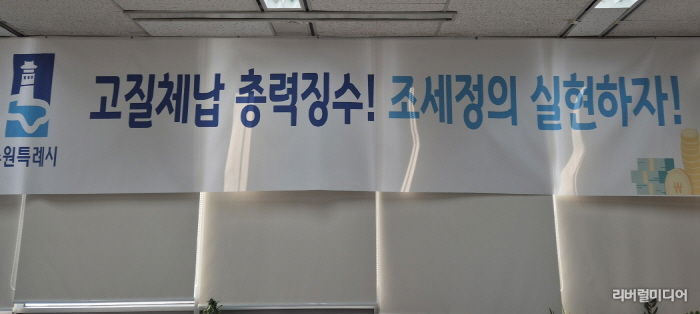 고질체납 총력징수! 조세정의 실현하자!
원특례시
₩
리버럴미디어